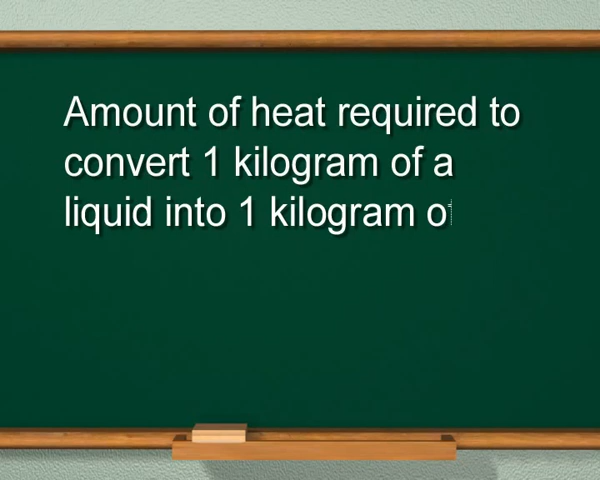 Amount of heat required to
convert 1 kilogram of a
liquid into 1 kilogram o